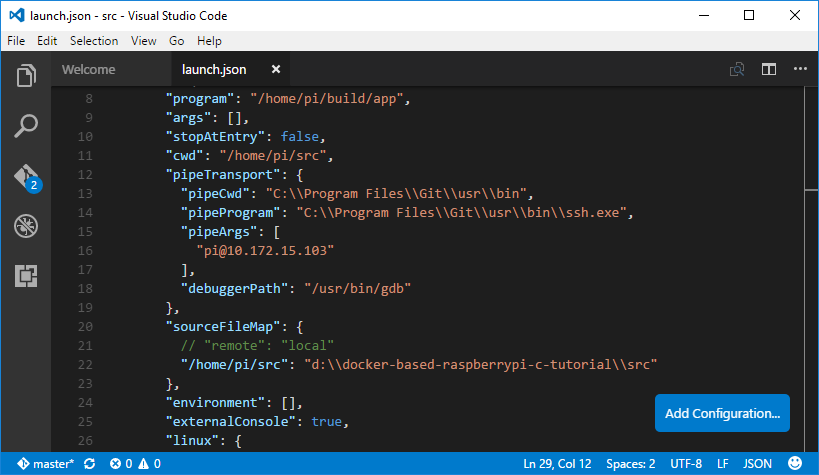 launch.json - src - Visual Studio Code
File Edit Selection View Go Help
Welcome launch.json
8 "program": "/home/pi/build/app",
9 "args": [],
10 "stopAtEntry": false,
11 "cwd": "/home/pi/src",
12 "pipeTransport": {
13 "pipeCwd": "C:\\Program Files\\Git\\usr\\bin",
14 "pipeProgram": "C:\\Program Files\\Git\\usr\\bin\\ssh.exe",
15 "pipeArgs": [
16 "pi@10.172.15.103"
17 ],
18 "debuggerPath": "/usr/bin/gdb"
19 },
20 "sourceFileMap": {
21 // "remote": "local"
22 "/home/pi/src": "d:\\docker-based-raspberrypi-c-tutorial\\src"
23 },
24 "environment": [],
25 "externalConsole": true,
26 "linux": {
2
Add Configuration...
master* 0 0 Ln 29, Col 12 Spaces: 2 UTF-8 LF JSON